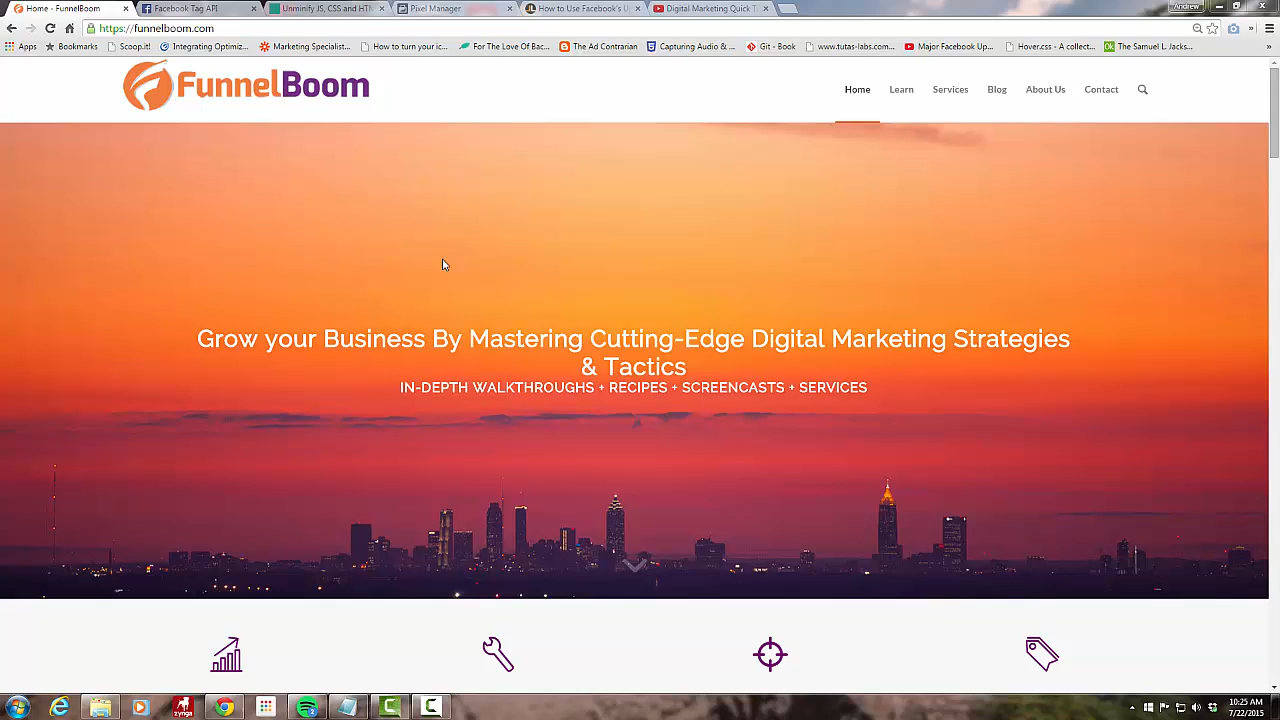 Home - FunnelBoom
Facebook Tag API
Unminify JS, CSS and HTM
Pixel Manager
How to Use Facebook's U
Digital Marketing Quick T
Andrew
https://funnelboom.com
Apps
Bookmarks
Scoop.it!
Integrating Optimiz...
Marketing Specialist...
How to turn your ic...
For The Love Of Bac...
The Ad Contrarian
Capturing Audio & ...
Git - Book
www.tutas-labs.com...
Major Facebook Up...
Hover.css - A collect...
The Samuel L. Jacks...
FunnelBoom
Home
Learn
Services
Blog
About Us
Contact
Grow your Business By Mastering Cutting-Edge Digital Marketing Strategies
& Tactics
IN-DEPTH WALKTHROUGHS + RECIPES + SCREENCASTS + SERVICES
zynga
10:25 AM
7/22/2015